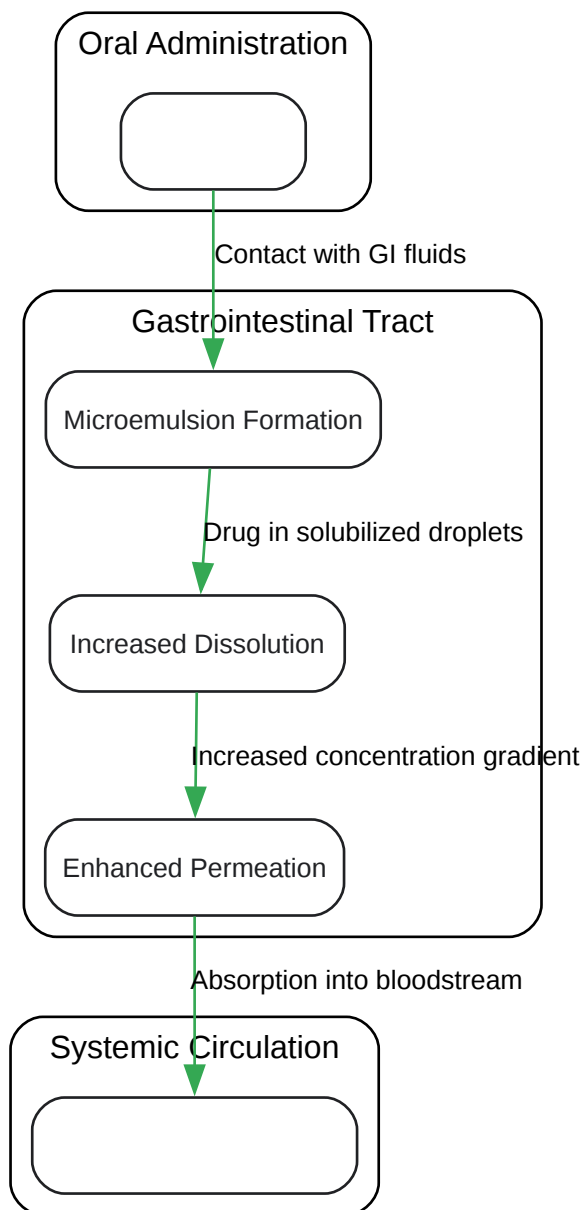 Oral Administration
Contact with GI fluids
Gastrointestinal Tract
Microemulsion Formation
Drug in solubilized droplets
Increased Dissolution
Increased concentration gradient
Enhanced Permeation
Absorption into bloodstream
Systemic Circulation